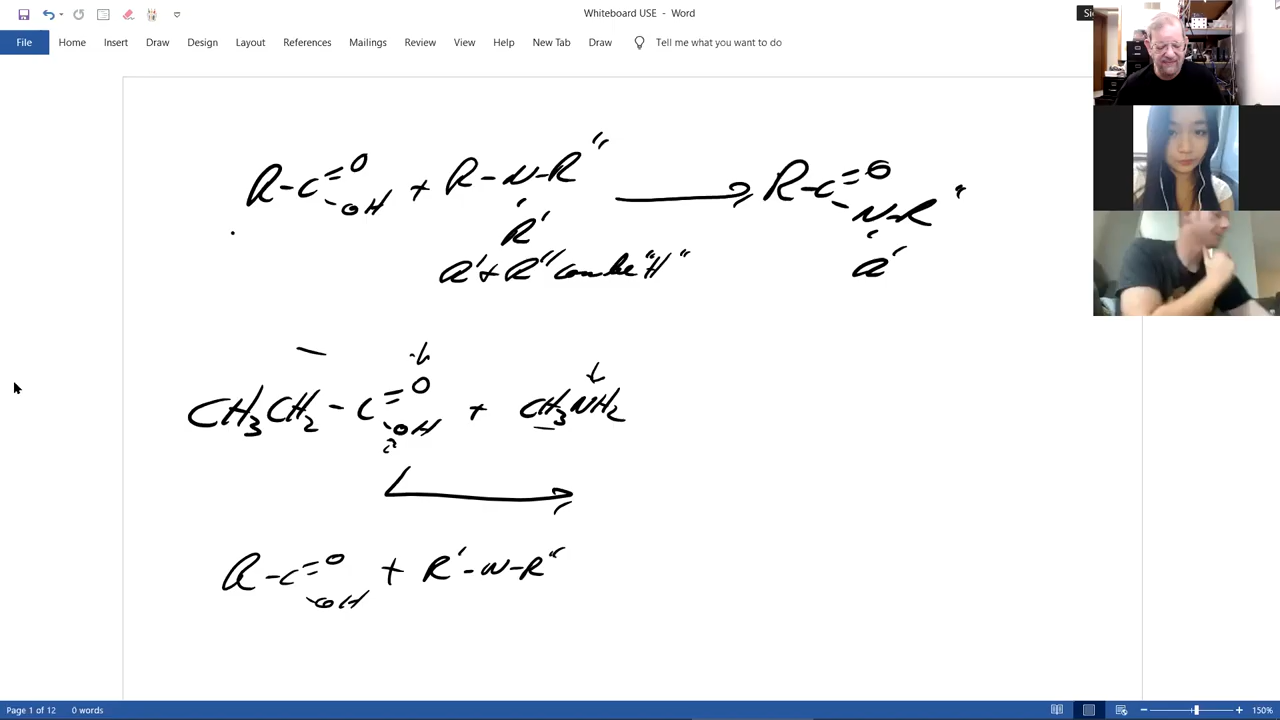 Whiteboard USE - Word
File Home Insert Draw Design Layout References Mailings Review View Help New Tab Draw Tell me what you want to do
R-C=O + R-N-R" → R-C=O
-OH R' -N-R"
R'+R" can be "H" R'
CH3CH2-C=O + CH3NH2
-OH
R-C=O + R'-N-R"
-OH
Page 1 of 12 0 words 150%